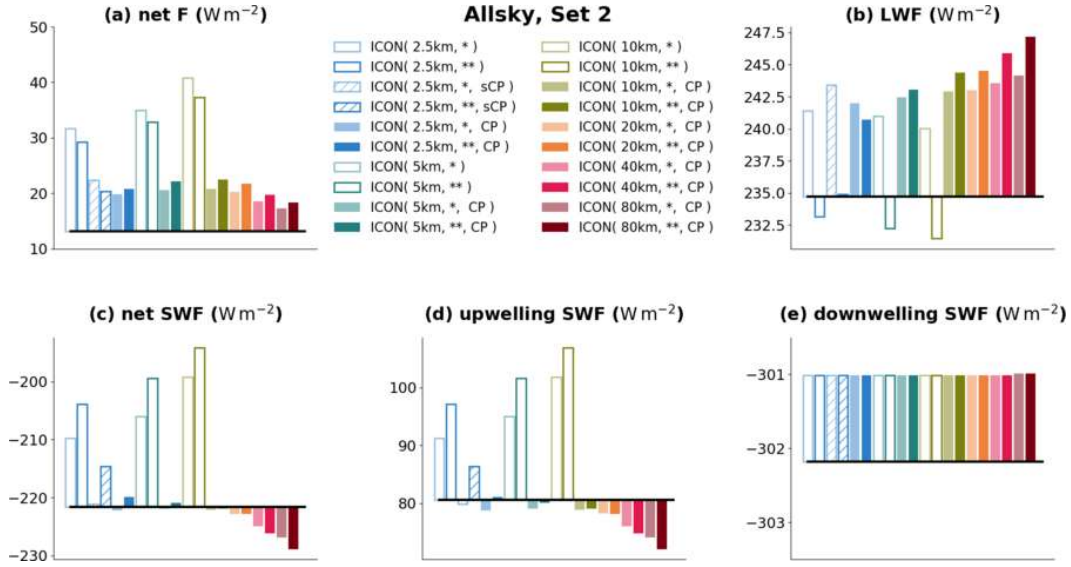 (a) net F (W m−2)
50
40
30
20
10
Allsky, Set 2
ICON( 2.5km, * )
ICON( 2.5km, ** )
ICON( 2.5km, *, sCP )
ICON( 2.5km, **, sCP )
ICON( 2.5km, *, CP )
ICON( 2.5km, **, CP )
ICON( 5km, * )
ICON( 5km, ** )
ICON( 5km, *, CP )
ICON( 5km, **, CP )
ICON( 10km, * )
ICON( 10km, ** )
ICON( 10km, *, CP )
ICON( 10km, **, CP )
ICON( 20km, *, CP )
ICON( 20km, **, CP )
ICON( 40km, *, CP )
ICON( 40km, **, CP )
ICON( 80km, *, CP )
ICON( 80km, **, CP )
(b) LWF (W m−2)
247.5
245.0
242.5
240.0
237.5
235.0
232.5
(c) net SWF (W m−2)
−200
−210
−220
−230
(d) upwelling SWF (W m−2)
100
90
80
(e) downwelling SWF (W m−2)
−301
−302
−303